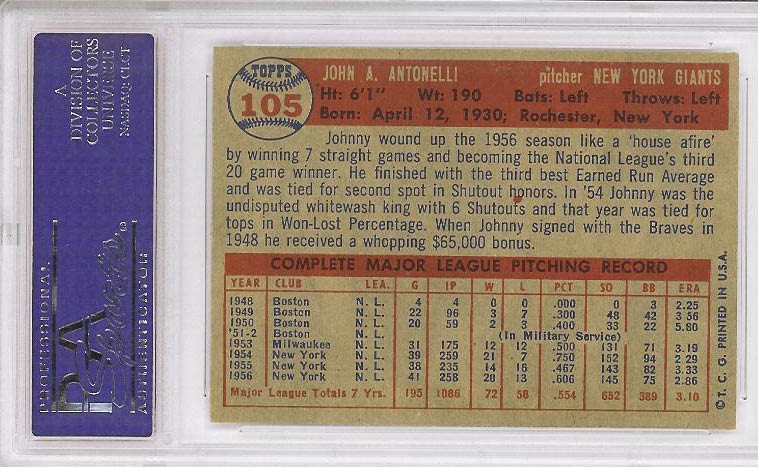 A
DIVISION OF
COLLECTORS
UNIVERSE
NASDAQ: CLCT
PROFESSIONAL
PSA
Sports
AUTHENTICATOR
TOPPS
105
JOHN A. ANTONELLI pitcher NEW YORK GIANTS
Ht: 6'1" Wt: 190 Bats: Left Throws: Left
Born: April 12, 1930; Rochester, New York
Johnny wound up the 1956 season like a 'house afire'
by winning 7 straight games and becoming the National League's third
20 game winner. He finished with the third best Earned Run Average
and was tied for second spot in Shutout honors. In '54 Johnny was the
undisputed whitewash king with 6 Shutouts and that year was tied for
tops in Won-Lost Percentage. When Johnny signed with the Braves in
1948 he received a whopping $65,000 bonus.
COMPLETE MAJOR LEAGUE PITCHING RECORD
YEAR CLUB LEA. G IP W L PCT SO BB ERA
1948 Boston N. L. 4 4 0 0 .000 0 3 2.25
1949 Boston N. L. 22 96 3 7 .300 48 42 3.56
1950 Boston N. L. 20 59 2 3 .400 33 22 5.80
'51-2 Boston N. L. (In Military Service)
1953 Milwaukee N. L. 31 175 12 12 .500 131 71 3.19
1954 New York N. L. 39 259 21 7 .750 152 94 2.29
1955 New York N. L. 38 235 14 16 .467 143 82 3.33
1956 New York N. L. 41 258 20 13 .606 145 75 2.86
Major League Totals 7 Yrs. 195 1086 72 58 .554 652 389 3.10
© T. C. G. PRINTED IN U.S.A.